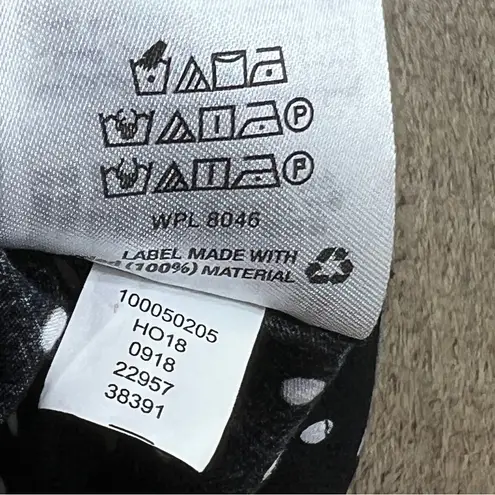 P
P
WPL 8046
LABEL MADE WITH
(100%) MATERIAL
100050205
HO18
0918
22957
38391